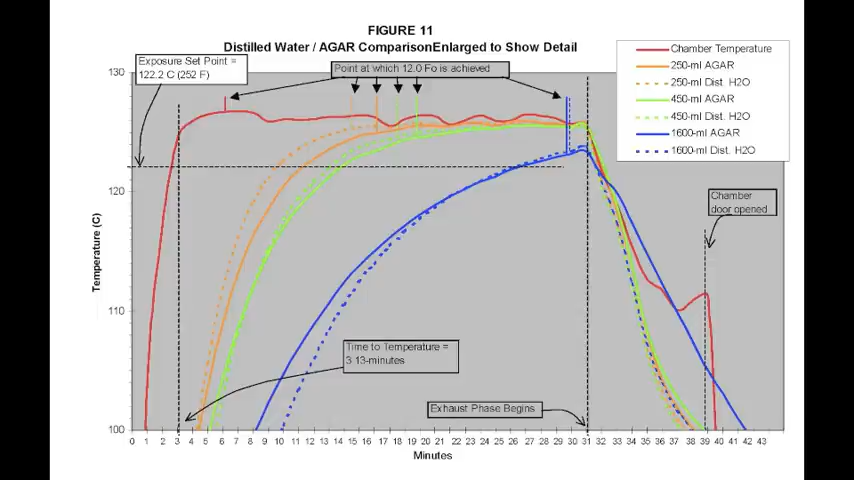 FIGURE 11
Distilled Water / AGAR ComparisonEnlarged to Show Detail
Exposure Set Point =
122.2 C (252 F)
Point at which 12.0 Fo is achieved
Chamber Temperature
250-ml AGAR
250-ml Dist. H2O
450-ml AGAR
450-ml Dist. H2O
1600-ml AGAR
1600-ml Dist. H2O
130
120
110
100
Temperature (C)
Chamber
door opened
Time to Temperature =
3 13-minutes
Exhaust Phase Begins
0 1 2 3 4 5 6 7 8 9 10 11 12 13 14 15 16 17 18 19 20 21 22 23 24 25 26 27 28 29 30 31 32 33 34 35 36 37 38 39 40 41 42 43
Minutes